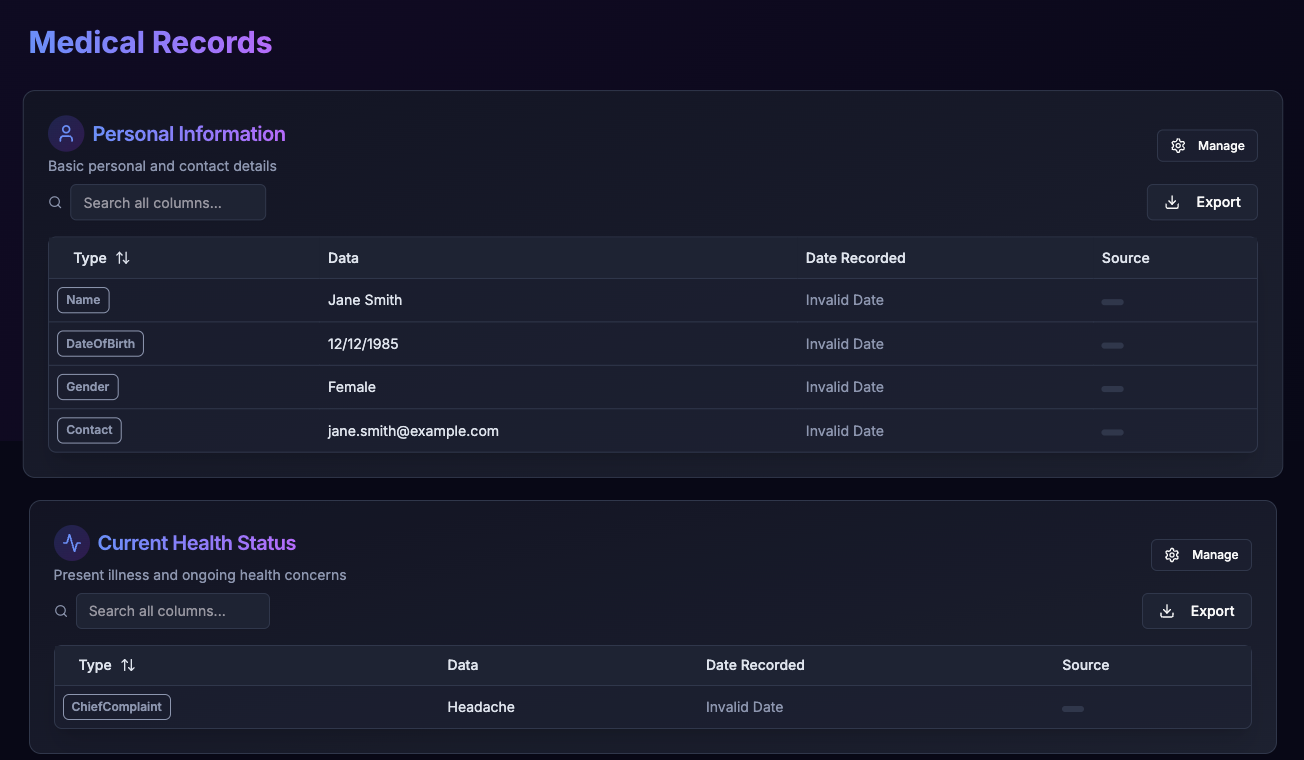 Medical Records
Personal Information
Basic personal and contact details
Manage
Search all columns...
Export
Type Data Date Recorded Source
Name Jane Smith Invalid Date
DateOfBirth 12/12/1985 Invalid Date
Gender Female Invalid Date
Contact jane.smith@example.com Invalid Date
Current Health Status
Present illness and ongoing health concerns
Manage
Search all columns...
Export
Type Data Date Recorded Source
ChiefComplaint Headache Invalid Date